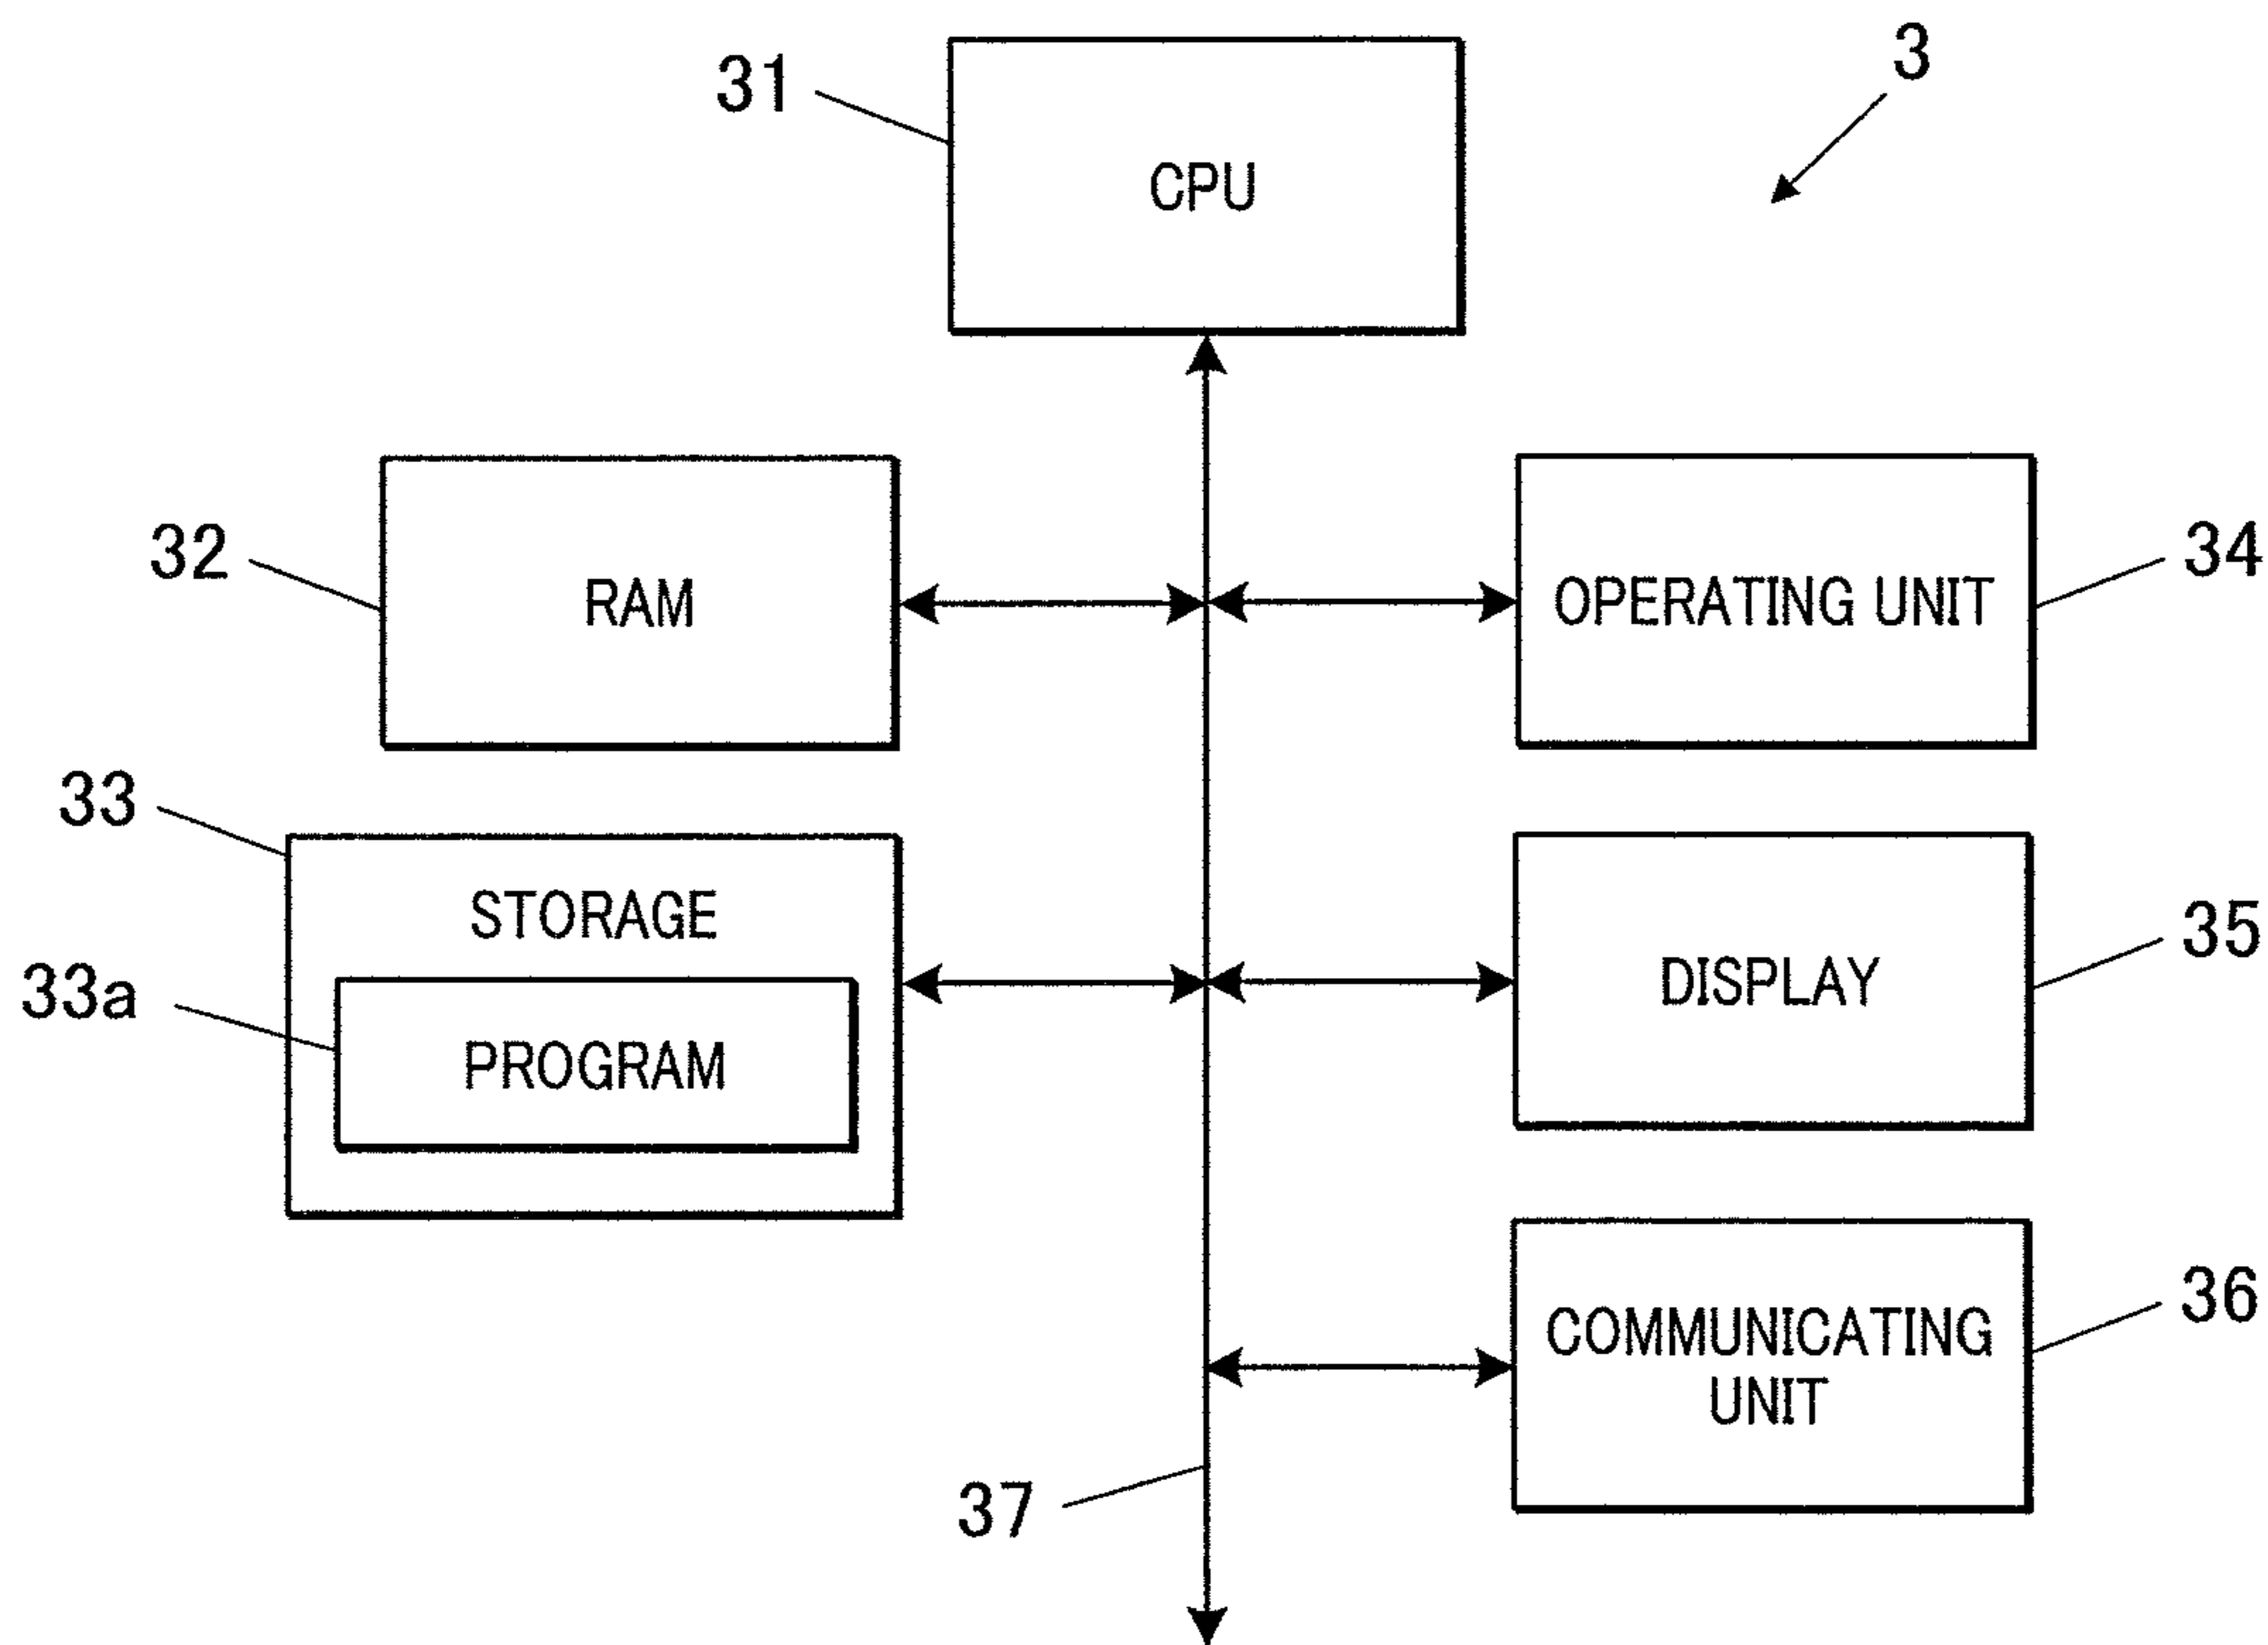 31
3
CPU
32
RAM
34
OPERATING UNIT
33
STORAGE
33a
PROGRAM
35
DISPLAY
36
COMMUNICATING
UNIT
37